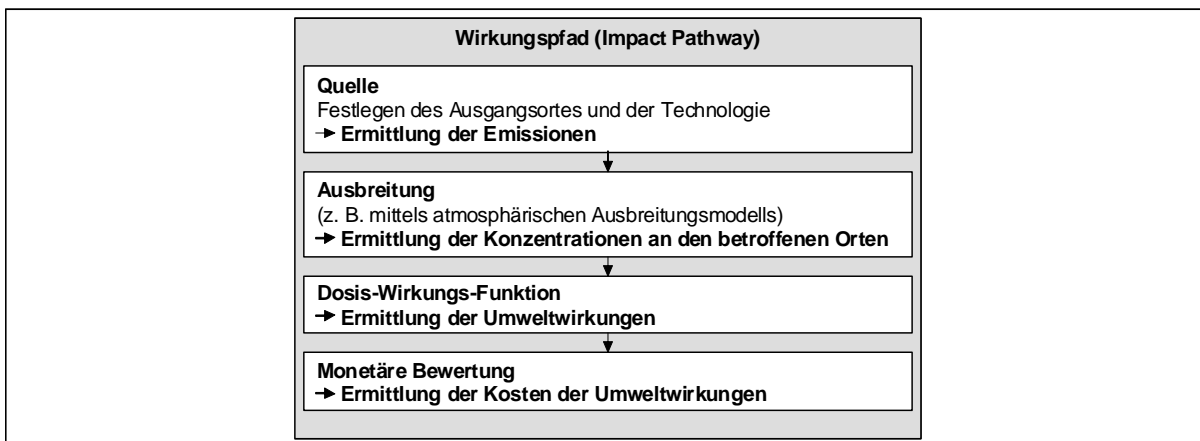 Wirkungspfad (Impact Pathway)
Quelle
Festlegen des Ausgangsortes und der Technologie
→ Ermittlung der Emissionen
Ausbreitung
(z. B. mittels atmosphärischen Ausbreitungsmodells)
→ Ermittlung der Konzentrationen an den betroffenen Orten
Dosis-Wirkungs-Funktion
→ Ermittlung der Umweltwirkungen
Monetäre Bewertung
→ Ermittlung der Kosten der Umweltwirkungen